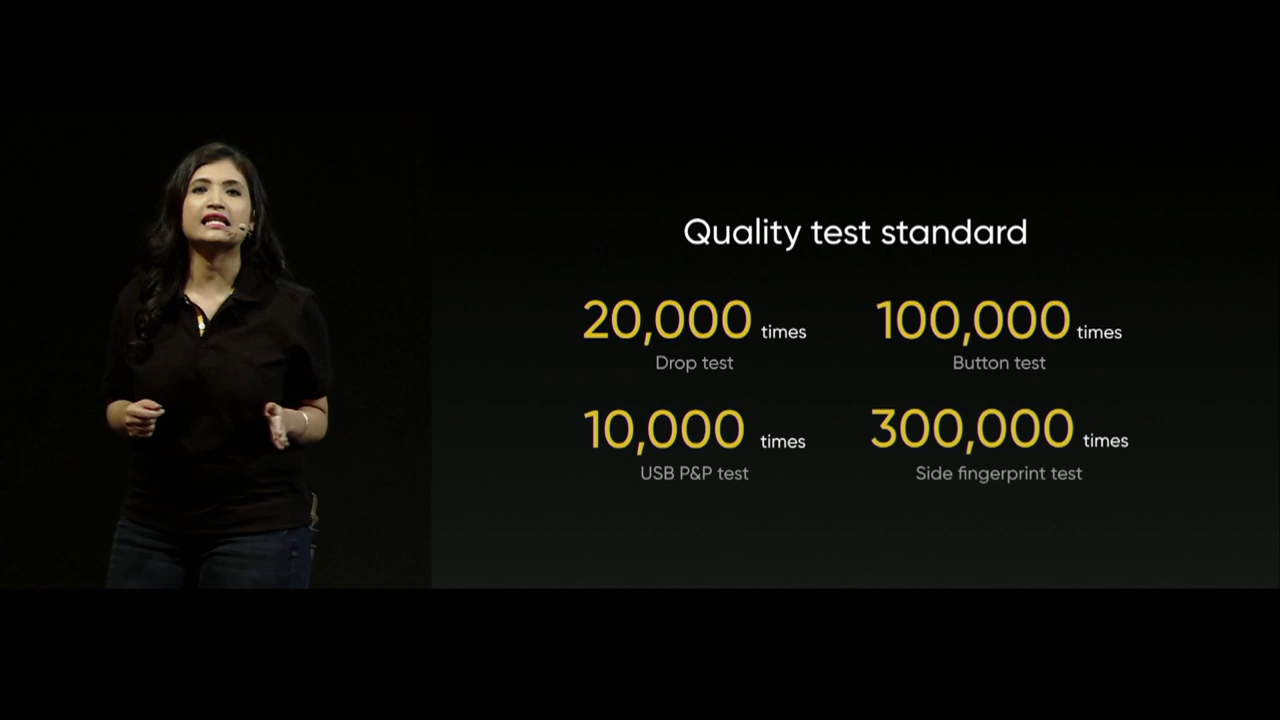 Quality test standard
20,000 times
Drop test
100,000 times
Button test
10,000 times
USB P&P test
300,000 times
Side fingerprint test